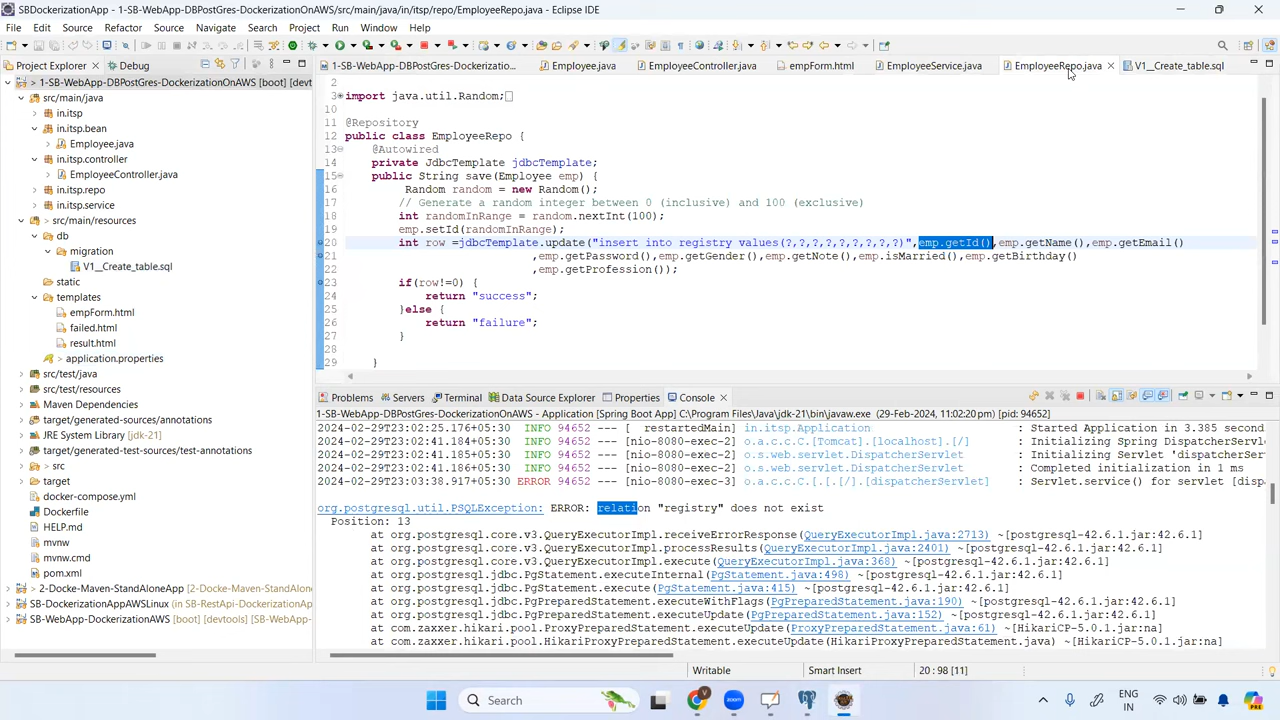 SBDockerizationApp - 1-SB-WebApp-DBPostGres-DockerizationOnAWS/src/main/java/in/itsp/repo/EmployeeRepo.java - Eclipse IDE
File Edit Source Refactor Source Navigate Search Project Run Window Help
Project Explorer Debug
1-SB-WebApp-DBPostGres-Dockerization... Employee.java EmployeeController.java empForm.html EmployeeService.java EmployeeRepo.java V1__Create_table.sql
1-SB-WebApp-DBPostGres-DockerizationOnAWS [boot] [devt
src/main/java
in.itsp
in.itsp.bean
Employee.java
in.itsp.controller
EmployeeController.java
in.itsp.repo
in.itsp.service
src/main/resources
db
migration
V1__Create_table.sql
static
templates
empForm.html
failed.html
result.html
application.properties
src/test/java
src/test/resources
Maven Dependencies
target/generated-sources/annotations
JRE System Library [jdk-21]
target/generated-test-sources/test-annotations
src
target
docker-compose.yml
Dockerfile
HELP.md
mvnw
mvnw.cmd
pom.xml
2-Docke-Maven-StandAloneApp [2-Docke-Maven-StandAlon
SB-DockerizationAppAWSLinux (in SB-RestApi-DockerizationA
2
3 import java.util.Random;
10
11 @Repository
12 public class EmployeeRepo {
13 @Autowired
14 private JdbcTemplate jdbcTemplate;
15 public String save(Employee emp) {
16 Random random = new Random();
17 // Generate a random integer between 0 (inclusive) and 100 (exclusive)
18 int randomInRange = random.nextInt(100);
19 emp.setId(randomInRange);
20 int row =jdbcTemplate.update("insert into registry values(?,?,?,?,?,?,?,?,?)",emp.getId(),emp.getName(),emp.getEmail()
21 ,emp.getPassword(),emp.getGender(),emp.getNote(),emp.isMarried(),emp.getBirthday()
22 ,emp.getProfession());
23 if(row!=0) {
24 return "success";
25 }else {
26 return "failure";
27 }
28
29 }
Problems Servers Terminal Data Source Explorer Properties Console
1-SB-WebApp-DBPostGres-DockerizationOnAWS - Application [Spring Boot App] C:\Program Files\Java\jdk-21\bin\javaw.exe (29-Feb-2024, 11:02:20 pm) [pid: 94652]
2024-02-29T23:02:25.176+05:30 INFO 94652 --- [ restartedMain] in.itsp.Application : Started Application in 3.385 second
2024-02-29T23:02:41.185+05:30 INFO 94652 --- [nio-8080-exec-2] o.a.c.c.C.[Tomcat].[localhost].[/] : Initializing Spring DispatcherServl
2024-02-29T23:02:41.185+05:30 INFO 94652 --- [nio-8080-exec-2] o.s.web.servlet.DispatcherServlet : Initializing Servlet 'dispatcherSer
2024-02-29T23:02:41.186+05:30 INFO 94652 --- [nio-8080-exec-2] o.s.web.servlet.DispatcherServlet : Completed initialization in 1 ms
2024-02-29T23:03:38.917+05:30 ERROR 94652 --- [nio-8080-exec-3] o.a.c.c.C.[.[.[/].[dispatcherServlet] : Servlet.service() for servlet [disp
org.postgresql.util.PSQLException: ERROR: relation "registry" does not exist
Position: 13
at org.postgresql.core.v3.QueryExecutorImpl.receiveErrorResponse(QueryExecutorImpl.java:2713) ~[postgresql-42.6.1.jar:42.6.1]
at org.postgresql.core.v3.QueryExecutorImpl.processResults(QueryExecutorImpl.java:2401) ~[postgresql-42.6.1.jar:42.6.1]
at org.postgresql.core.v3.QueryExecutorImpl.execute(QueryExecutorImpl.java:368) ~[postgresql-42.6.1.jar:42.6.1]
at org.postgresql.jdbc.PgStatement.executeInternal(PgStatement.java:498) ~[postgresql-42.6.1.jar:42.6.1]
at org.postgresql.jdbc.PgStatement.execute(PgStatement.java:415) ~[postgresql-42.6.1.jar:42.6.1]
at org.postgresql.jdbc.PgPreparedStatement.executeWithFlags(PgPreparedStatement.java:190) ~[postgresql-42.6.1.jar:42.6.1]
at org.postgresql.jdbc.PgPreparedStatement.executeUpdate(PgPreparedStatement.java:152) ~[postgresql-42.6.1.jar:42.6.1]
at com.zaxxer.hikari.pool.ProxyPreparedStatement.executeUpdate(ProxyPreparedStatement.java:61) ~[HikariCP-5.0.1.jar:na]
at com.zaxxer.hikari.pool.HikariProxyPreparedStatement.executeUpdate(HikariProxyPreparedStatement.java) ~[HikariCP-5.0.1.jar:na]
Writable Smart Insert 20 : 98 [11]
Search
ENG
IN